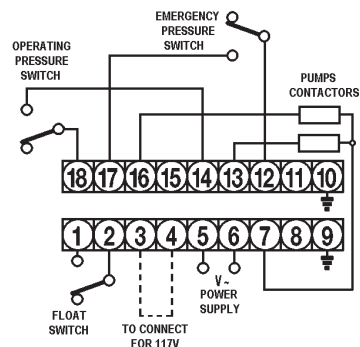 EMERGENCY
PRESSURE
SWITCH
OPERATING
PRESSURE
SWITCH
PUMPS
CONTACTORS
18 17 16 15 14 13 12 11 10
1 2 3 4 5 6 7 8 9
V~
POWER
SUPPLY
FLOAT
SWITCH
TO CONNECT
FOR 117V